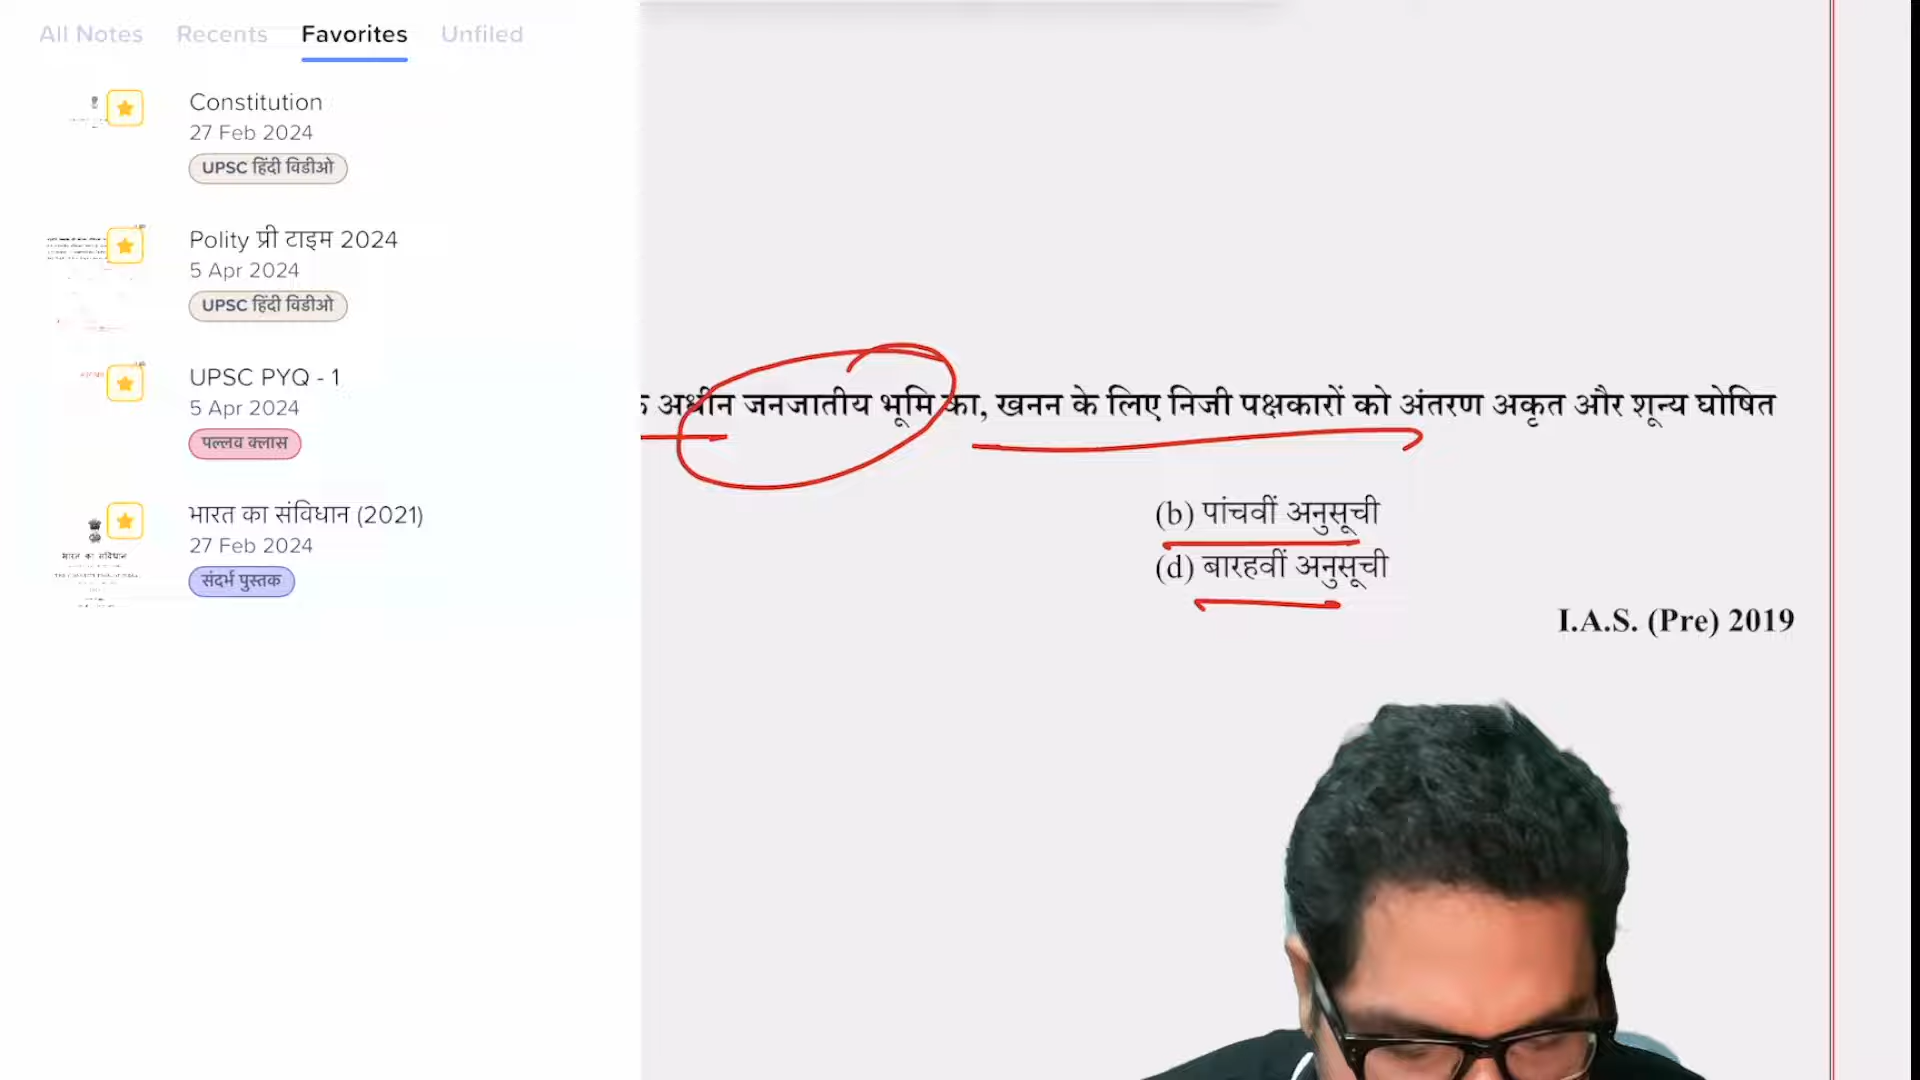 All Notes Recents Favorites Unfiled
Constitution
27 Feb 2024
UPSC हिंदी विडीओ
Polity प्री टाइम 2024
5 Apr 2024
UPSC हिंदी विडीओ
UPSC PYQ - 1
5 Apr 2024
पल्लव क्लास
भारत का संविधान (2021)
27 Feb 2024
संदर्भ पुस्तक
अधीन जनजातीय भूमि का, खनन के लिए निजी पक्षकारों को अंतरण अकृत और शून्य घोषित
(b) पांचवीं अनुसूची
(d) बारहवीं अनुसूची
I.A.S. (Pre) 2019